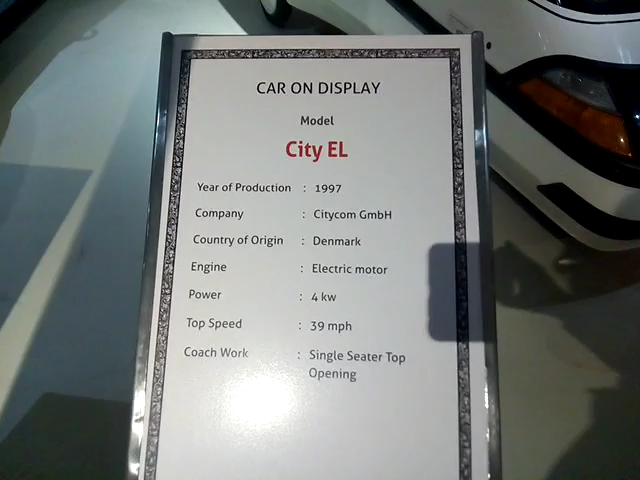 CAR ON DISPLAY
Model
City EL
Year of Production : 1997
Company : Citycom GmbH
Country of Origin : Denmark
Engine : Electric motor
Power : 4 kw
Top Speed : 39 mph
Coach Work : Single Seater Top
Opening